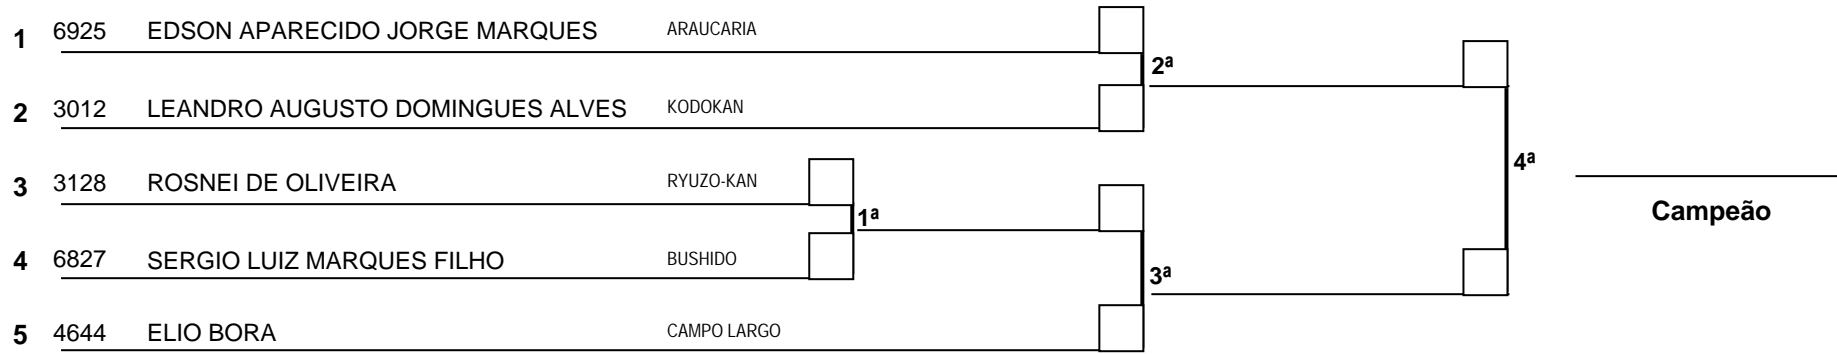 1 6925 EDSON APARECIDO JORGE MARQUES ARAUCARIA
2ª
2 3012 LEANDRO AUGUSTO DOMINGUES ALVES KODOKAN
4ª
3 3128 ROSNEI DE OLIVEIRA RYUZO-KAN
Campeão
1ª
4 6827 SERGIO LUIZ MARQUES FILHO BUSHIDO
3ª
5 4644 ELIO BORA CAMPO LARGO